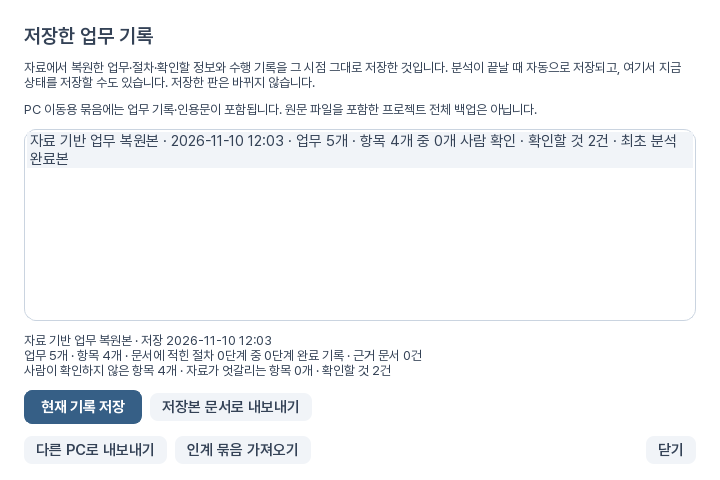 저장한 업무 기록
자료에서 복원한 업무·절차·확인할 정보와 수행 기록을 그 시점 그대로 저장한 것입니다. 분석이 끝날 때 자동으로 저장되고, 여기서 지금
상태를 저장할 수도 있습니다. 저장한 판은 바뀌지 않습니다.
PC 이동용 묶음에는 업무 기록·인용문이 포함됩니다. 원문 파일을 포함한 프로젝트 전체 백업은 아닙니다.
자료 기반 업무 복원본 · 2026-11-10 12:03 · 업무 5개 · 항목 4개 중 0개 사람 확인 · 확인할 것 2건 · 최초 분석
완료본
자료 기반 업무 복원본 · 저장 2026-11-10 12:03
업무 5개 · 항목 4개 · 문서에 적힌 절차 0단계 중 0단계 완료 기록 · 근거 문서 0건
사람이 확인하지 않은 항목 4개 · 자료가 엇갈리는 항목 0개 · 확인할 것 2건
현재 기록 저장
저장본 문서로 내보내기
다른 PC로 내보내기
인계 묶음 가져오기
닫기